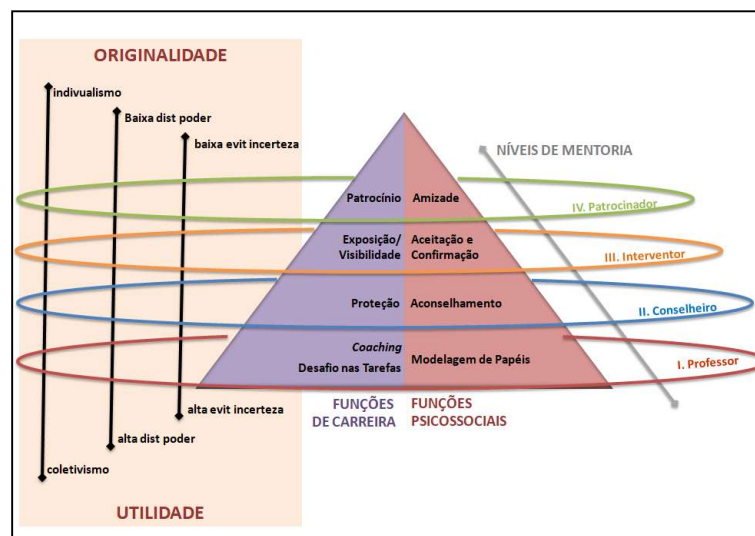 ORIGINALIDADE
indivualismo
Baixa dist poder
baixa evit incerteza
NÍVEIS DE MENTORIA
Patrocínio
Amizade
IV. Patrocinador
Exposição/
Visibilidade
Aceitação e
Confirmação
III. Interventor
Proteção
Aconselhamento
II. Conselheiro
Coaching
Desafio nas Tarefas
Modelagem de Papéis
I. Professor
alta evit incerteza
alta dist poder
coletivismo
FUNÇÕES
DE CARREIRA
FUNÇÕES
PSICOSSOCIAIS
UTILIDADE